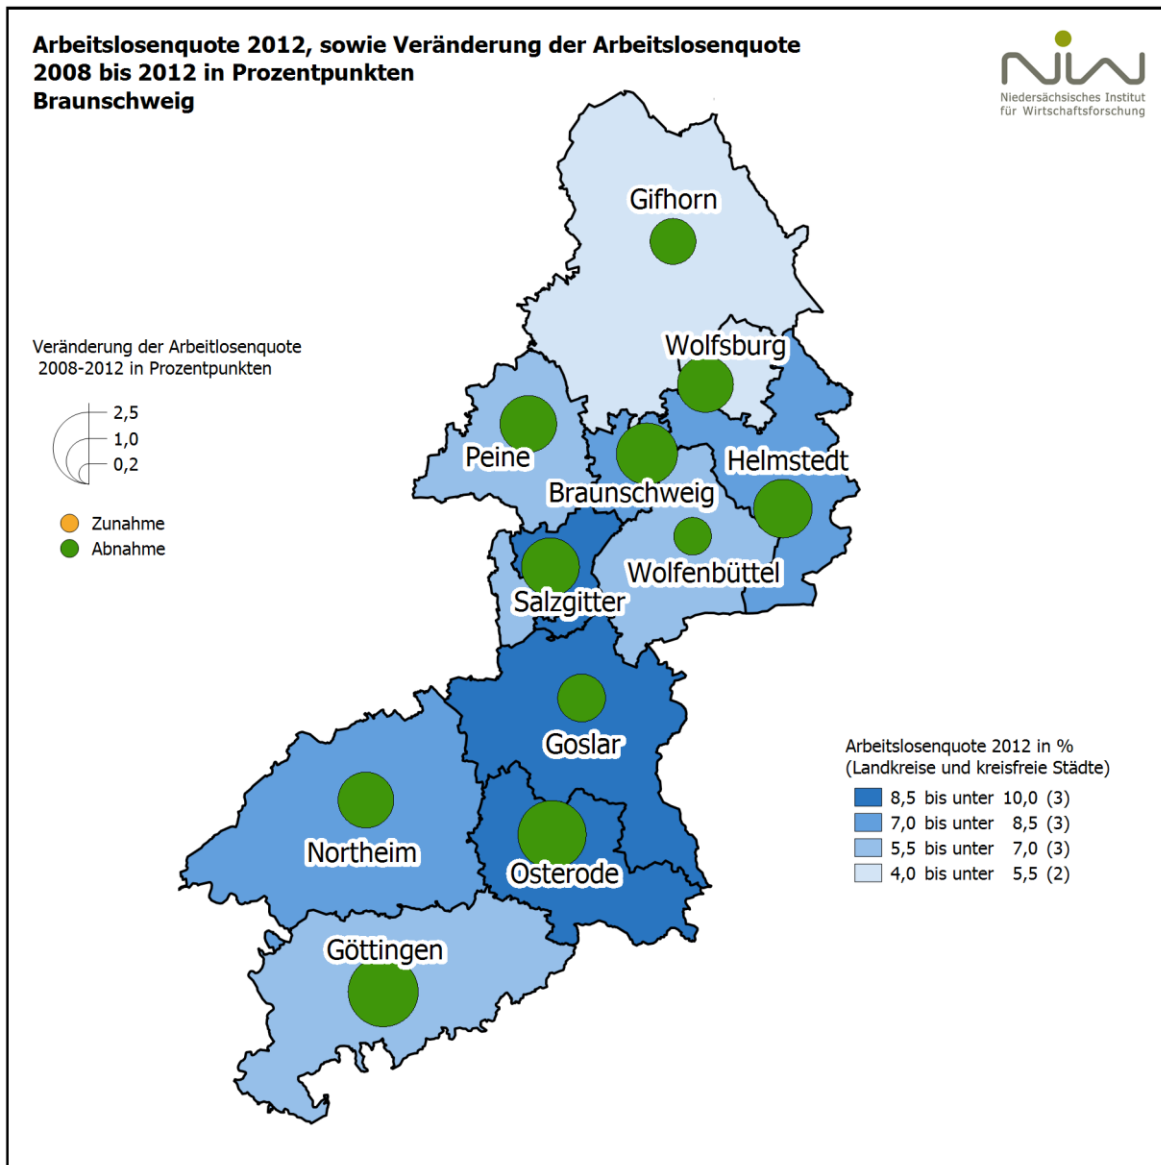 Arbeitslosenquote 2012, sowie Veränderung der Arbeitslosenquote
2008 bis 2012 in Prozentpunkten
Braunschweig
NIW
Niedersächsisches Institut
für Wirtschaftsforschung
Gifhorn
Wolfsburg
Veränderung der Arbeitlosenquote
2008-2012 in Prozentpunkten
2,5
1,0
0,2
Zunahme
Abnahme
Peine
Helmstedt
Braunschweig
Wolfenbüttel
Salzgitter
Goslar
Northeim
Osterode
Göttingen
Arbeitslosenquote 2012 in %
(Landkreise und kreisfreie Städte)
8,5 bis unter 10,0 (3)
7,0 bis unter 8,5 (3)
5,5 bis unter 7,0 (3)
4,0 bis unter 5,5 (2)